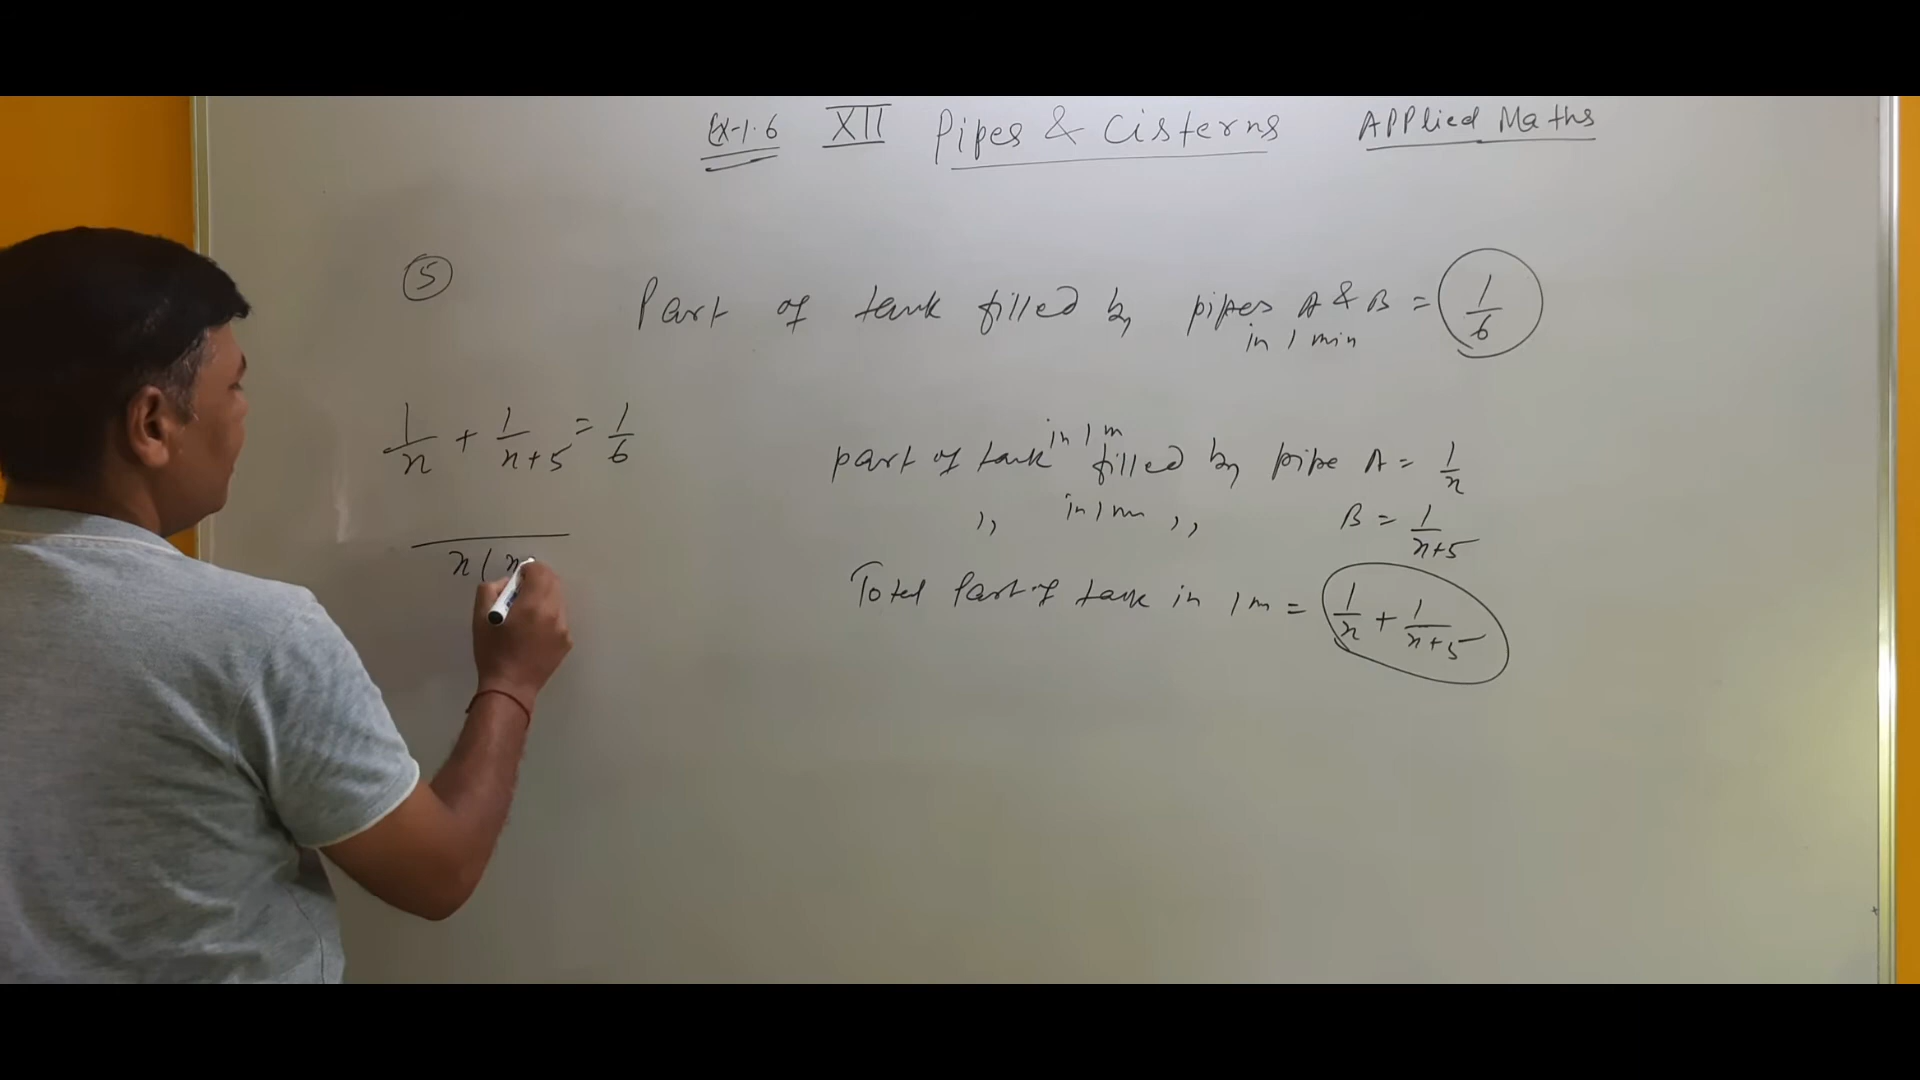 Ex-1.6 XII Pipes & Cisterns Applied Maths
5
Part of tank filled by pipes A & B = 1/6
in 1 min
1/x + 1/x+5 = 1/6
part of tank in 1 m filled by pipe A = 1/x
,, in 1 min ,, B = 1/x+5
Total Part of tank in 1m = 1/x + 1/x+5
x(x